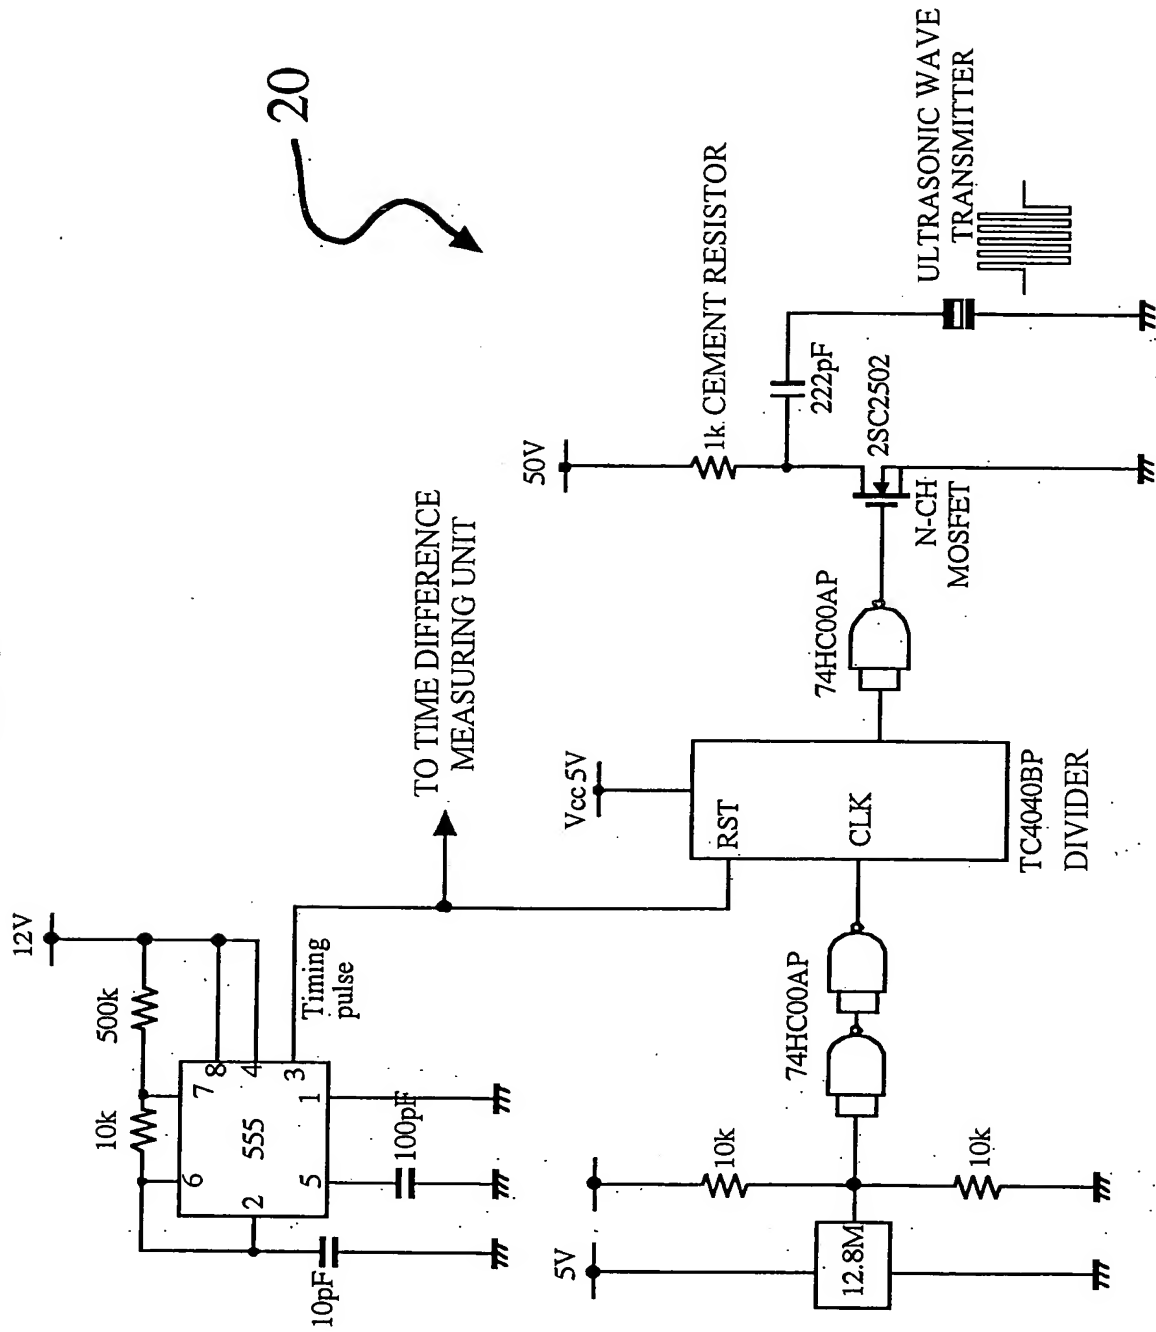 20
12V
500k
10k
7
8
4
3
6
555
1
2
5
Timing
pulse
10pF
100pF
TO TIME DIFFERENCE
MEASURING UNIT
50V
1k CEMENT RESISTOR
222pF
2SC2502
N-CH
MOSFET
ULTRASONIC WAVE
TRANSMITTER
Vcc 5V
RST
CLK
TC4040BP
DIVIDER
74HC00AP
74HC00AP
5V
10k
10k
12.8M